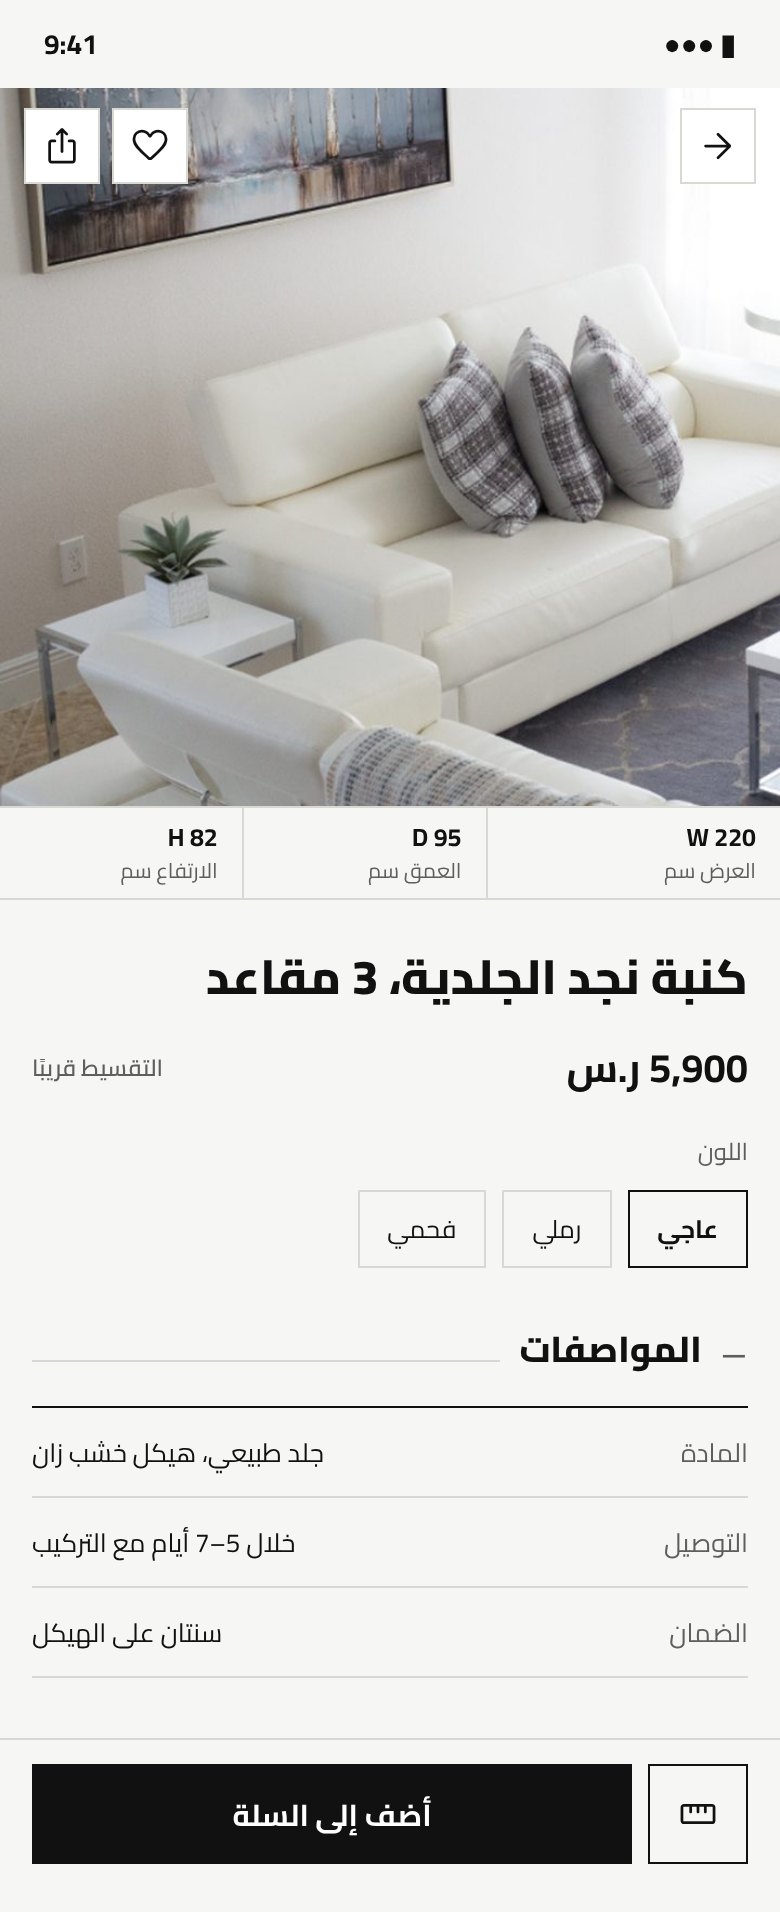 9:41
W 220
العرض سم
D 95
العمق سم
H 82
الارتفاع سم
كنبة نجد الجلدية، 3 مقاعد
5,900 ر.س
التقسيط قريبًا
اللون
عاجي
رملي
فحمي
— المواصفات
المادة
جلد طبيعي، هيكل خشب زان
التوصيل
خلال 5–7 أيام مع التركيب
الضمان
سنتان على الهيكل
أضف إلى السلة